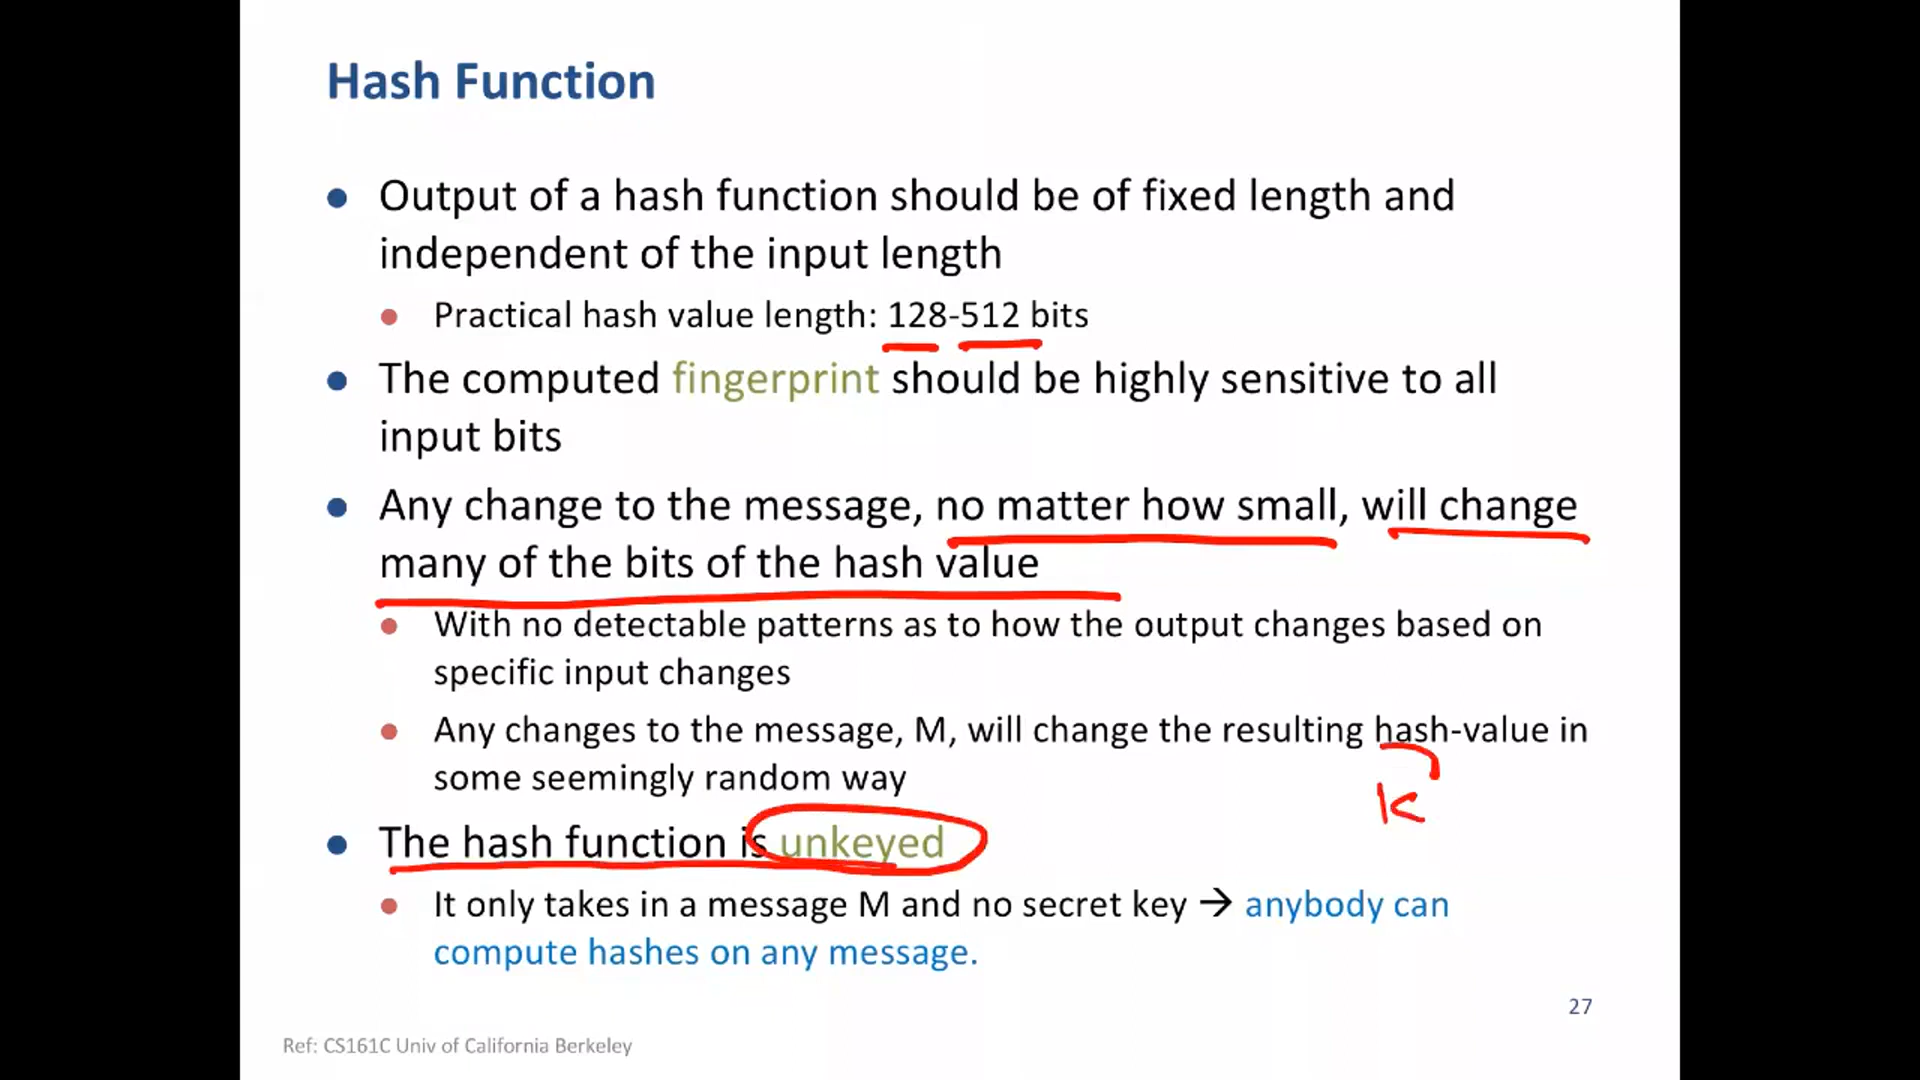 Hash Function
● Output of a hash function should be of fixed length and
independent of the input length
● Practical hash value length: 128-512 bits
● The computed fingerprint should be highly sensitive to all
input bits
● Any change to the message, no matter how small, will change
many of the bits of the hash value
● With no detectable patterns as to how the output changes based on
specific input changes
● Any changes to the message, M, will change the resulting hash-value in
some seemingly random way
K
● The hash function is unkeyed
● It only takes in a message M and no secret key → anybody can
compute hashes on any message.
27
Ref: CS161C Univ of California Berkeley